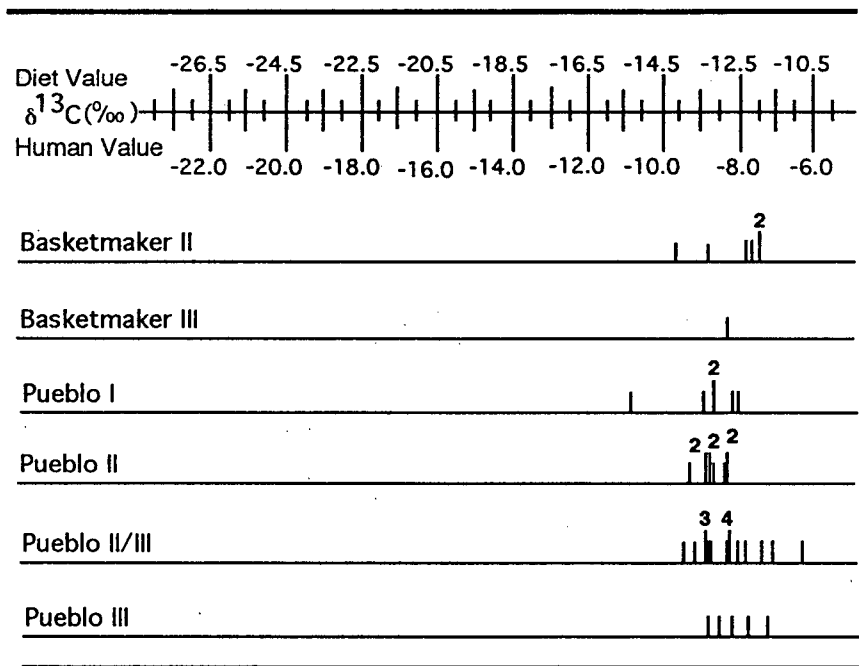 -26.5 -24.5 -22.5 -20.5 -18.5 -16.5 -14.5 -12.5 -10.5
Diet Value
δ13C(‰)
Human Value
-22.0 -20.0 -18.0 -16.0 -14.0 -12.0 -10.0 -8.0 -6.0
2
Basketmaker II
Basketmaker III
2
Pueblo I
2 2 2
Pueblo II
3 4
Pueblo II/III
Pueblo III